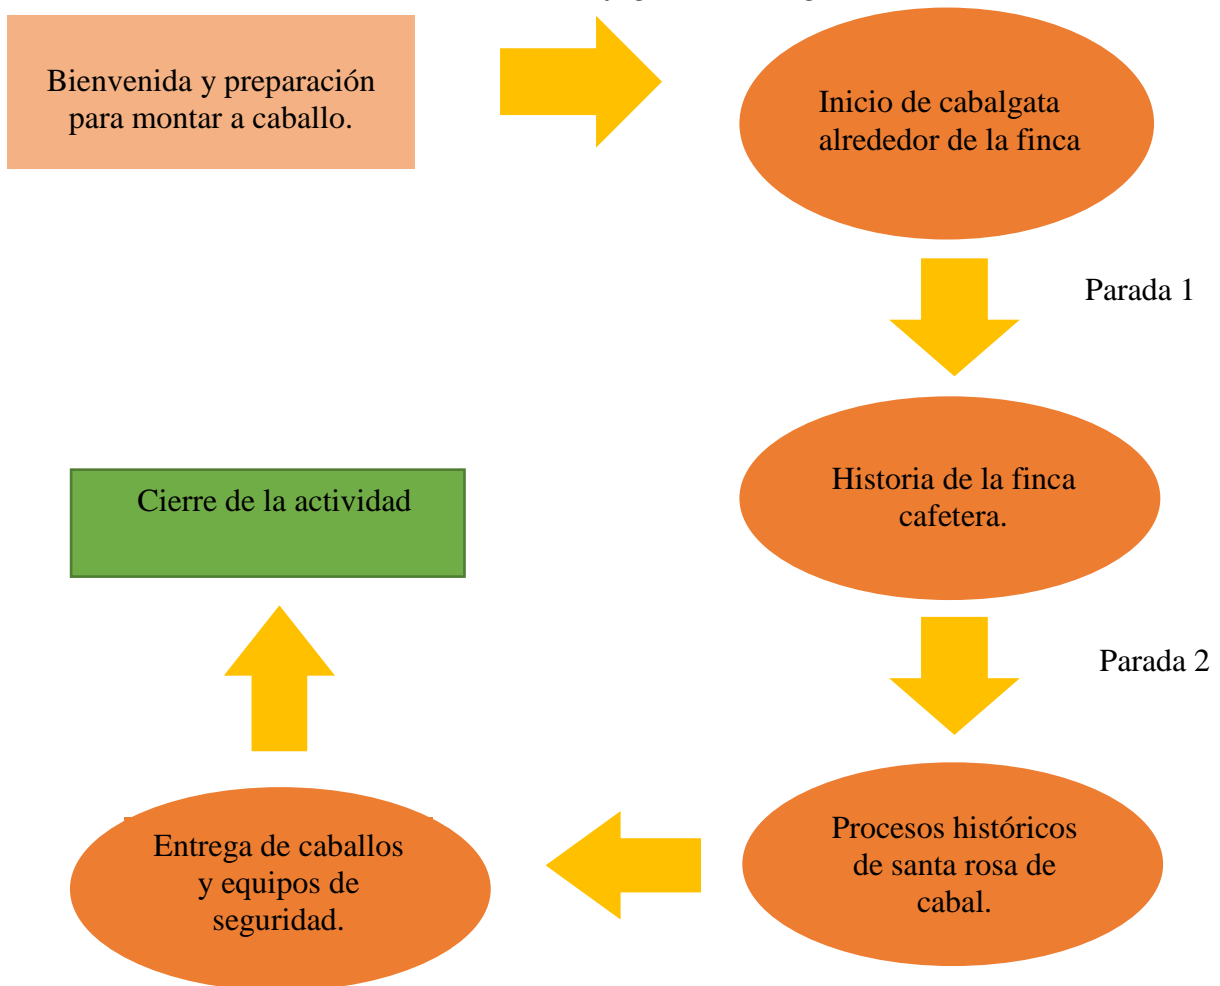 Bienvenida y preparación
para montar a caballo.
Inicio de cabalgata
alrededor de la finca
Parada 1
Historia de la finca
cafetera.
Parada 2
Procesos históricos
de santa rosa de
cabal.
Entrega de caballos
y equipos de
seguridad.
Cierre de la actividad